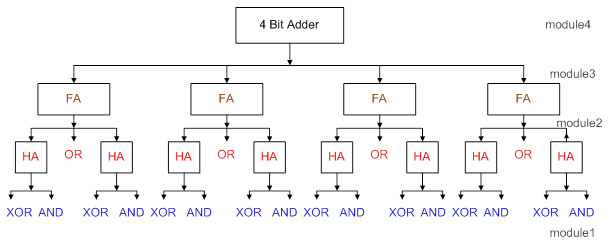 4 Bit Adder module4
module3
FA FA FA FA
module2
HA OR HA HA OR HA HA OR HA HA OR HA
XOR AND XOR AND XOR AND XOR AND XOR AND XOR AND XOR AND XOR AND
module1